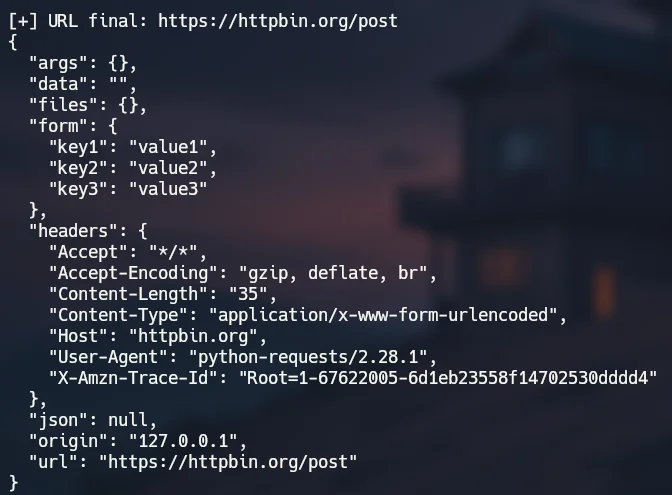 [+] URL final: https://httpbin.org/post
{
  "args": {},
  "data": "",
  "files": {},
  "form": {
    "key1": "value1",
    "key2": "value2",
    "key3": "value3"
  },
  "headers": {
    "Accept": "*/*",
    "Accept-Encoding": "gzip, deflate, br",
    "Content-Length": "35",
    "Content-Type": "application/x-www-form-urlencoded",
    "Host": "httpbin.org",
    "User-Agent": "python-requests/2.28.1",
    "X-Amzn-Trace-Id": "Root=1-67622005-6d1eb23558f14702530dddd4"
  },
  "json": null,
  "origin": "127.0.0.1",
  "url": "https://httpbin.org/post"
}